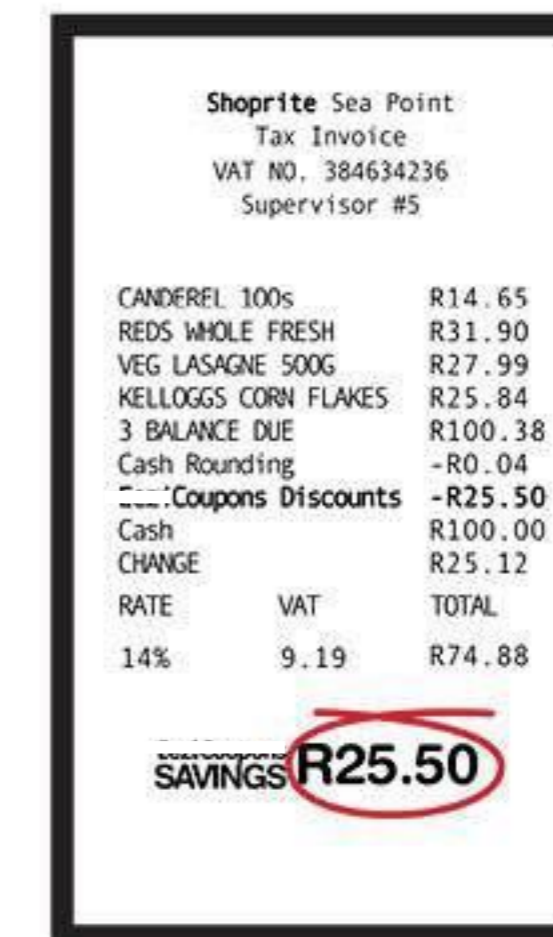 Shoprite Sea Point
Tax Invoice
VAT NO. 384634236
Supervisor #5
CANDEREL 100s R14.65
REDS WHOLE FRESH R31.90
VEG LASAGNE 500G R27.99
KELLOGGS CORN FLAKES R25.84
3 BALANCE DUE R100.38
Cash Rounding -R0.04
Coupons Discounts -R25.50
Cash R100.00
CHANGE R25.12
RATE VAT TOTAL
14% 9.19 R74.88
SAVINGS R25.50